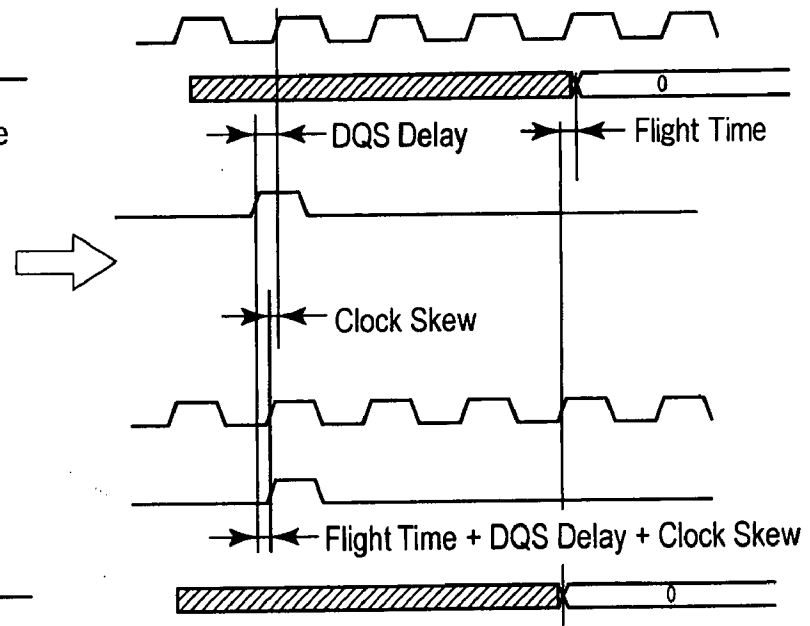 0
e
DQS Delay
Flight Time
Clock Skew
Flight Time + DQS Delay + Clock Skew
0